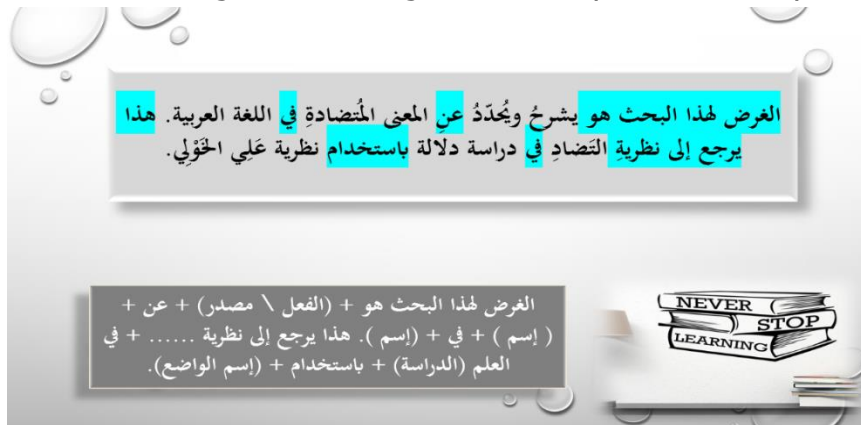 الغرض لهذا البحث هو يشرحُ ويُحدّدُ عنِ المعنى المُتضادةِ في اللغة العربية. هذا
يرجع إلى نظريةِ التَضادِ في دراسة دلالة باستخدام نظرية عَلِي الخَوْلِي.
الغرض لهذا البحث هو + (الفعل \ مصدر) + عن +
( إسم ) + في + (إسم ). هذا يرجع إلى نظرية ...... + في
العلم (الدراسة) + باستخدام + (إسم الواضع).
NEVER
STOP
LEARNING